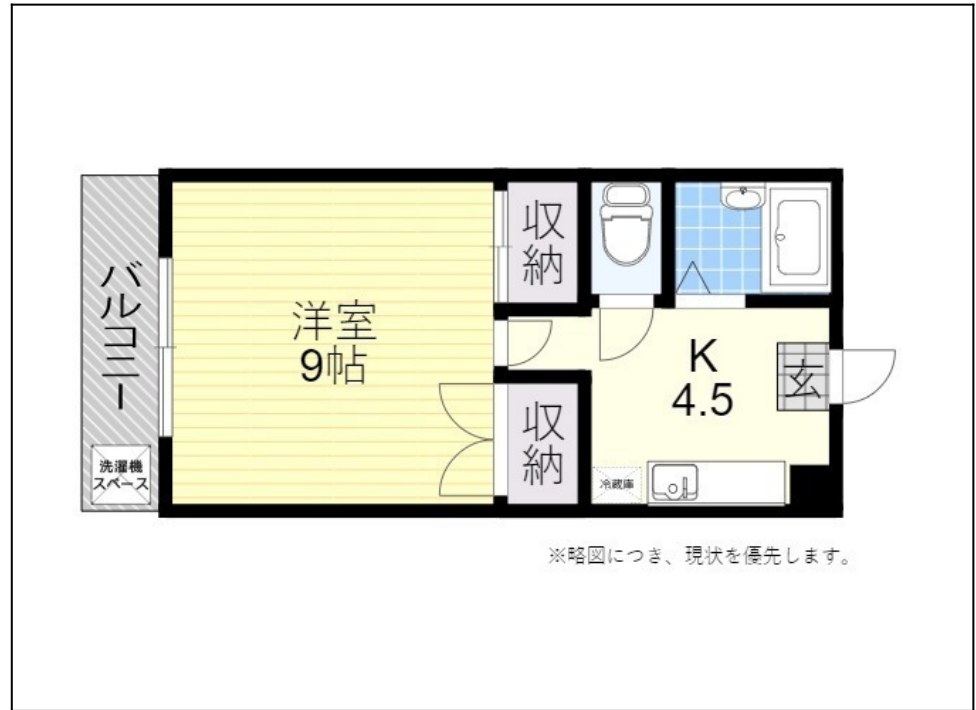 バルコニー
洗濯機
スペース
洋室
9帖
収
納
収
納
K
4.5
玄
冷蔵庫
※略図につき、現状を優先します。